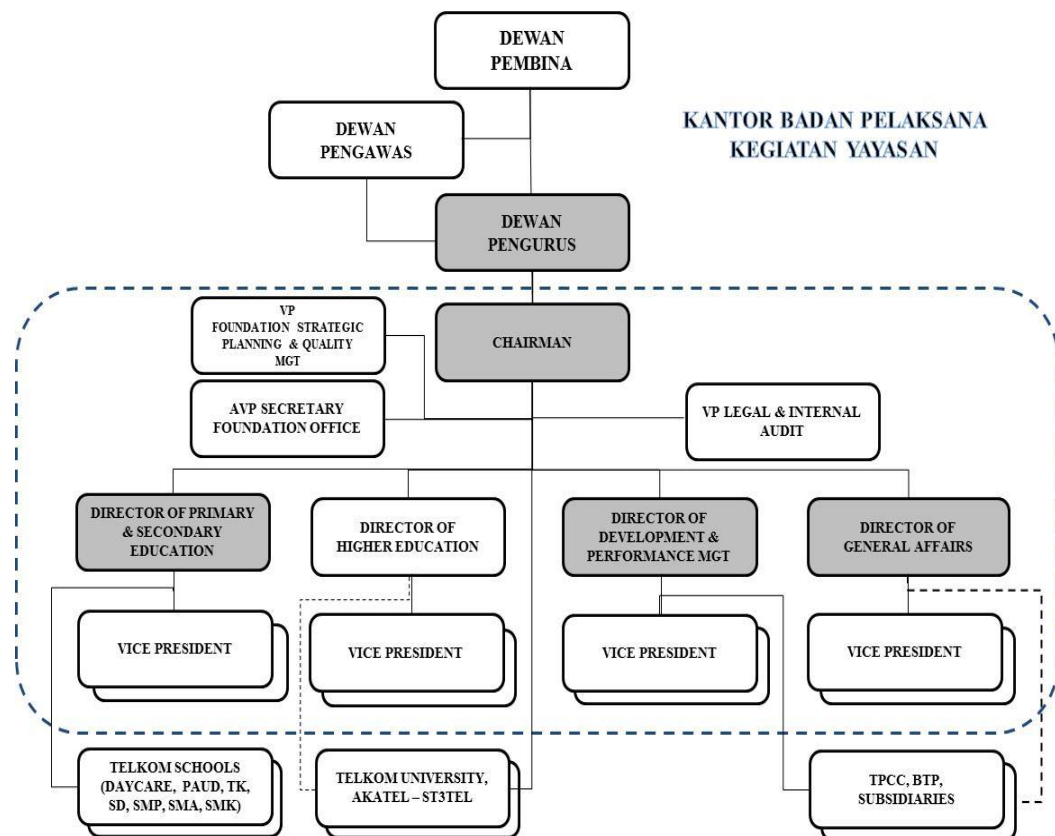 DEWAN
PEMBINA
DEWAN
PENGAWAS
KANTOR BADAN PELAKSANA
KEGIATAN YAYASAN
DEWAN
PENGURUS
VP
FOUNDATION STRATEGIC
PLANNING & QUALITY
MGT
CHAIRMAN
AVP SECRETARY
FOUNDATION OFFICE
VP LEGAL & INTERNAL
AUDIT
DIRECTOR OF PRIMARY
& SECONDARY
EDUCATION
DIRECTOR OF
HIGHER EDUCATION
DIRECTOR OF
DEVELOPMENT &
PERFORMANCE MGT
DIRECTOR OF
GENERAL AFFAIRS
VICE PRESIDENT
VICE PRESIDENT
VICE PRESIDENT
VICE PRESIDENT
TELKOM SCHOOLS
(DAYCARE, PAUD, TK,
SD, SMP, SMA, SMK)
TELKOM UNIVERSITY,
AKATEL – ST3TEL
TPCC, BTP,
SUBSIDIARIES